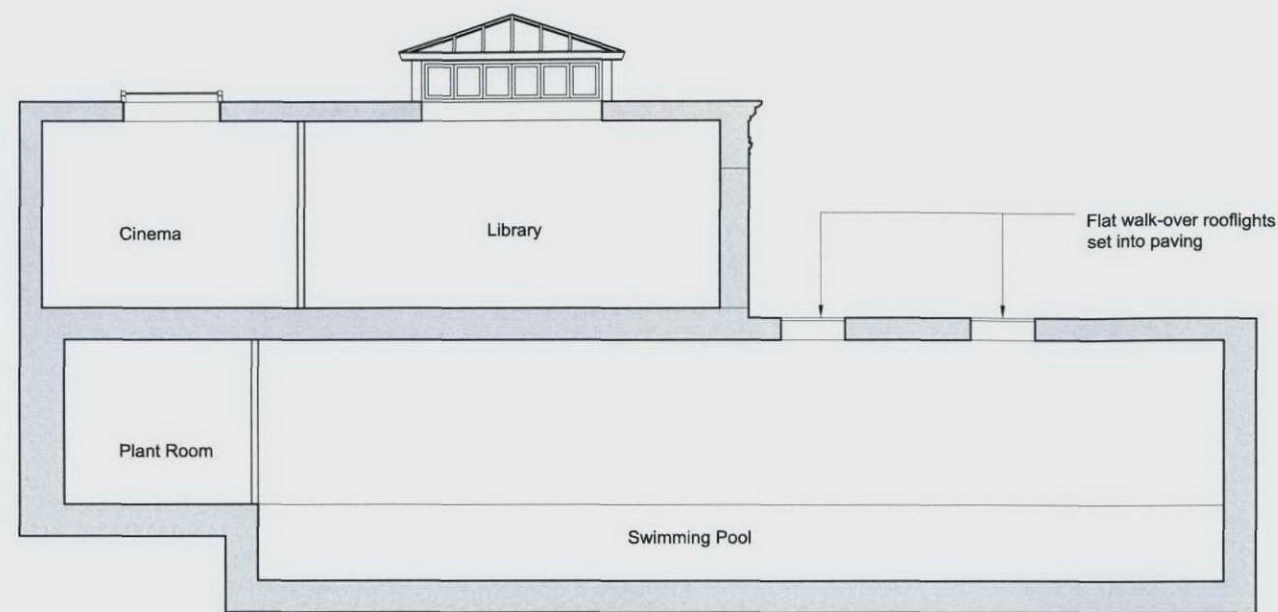 Cinema
Library
Flat walk-over rooflights
set into paving
Plant Room
Swimming Pool